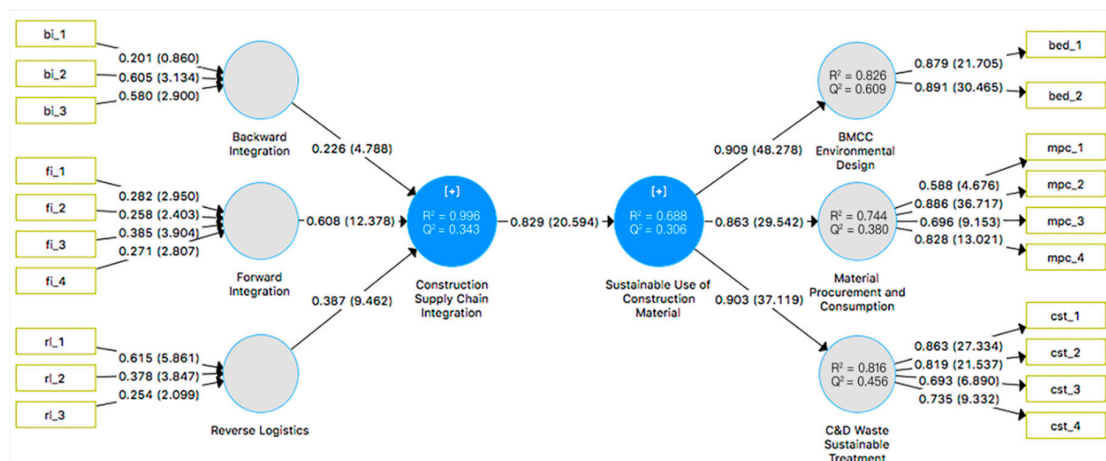 bi_1
bi_2
bi_3
0.201 (0.860)
0.605 (3.134)
0.580 (2.900)
Backward
Integration
0.226 (4.788)
fi_1
fi_2
fi_3
fi_4
0.282 (2.950)
0.258 (2.403)
0.385 (3.904)
0.271 (2.807)
Forward
Integration
0.608 (12.378)
rl_1
rl_2
rl_3
0.615 (5.861)
0.378 (3.847)
0.254 (2.099)
Reverse Logistics
0.387 (9.462)
[+]
R² = 0.996
Q² = 0.343
Construction
Supply Chain
Integration
0.829 (20.594)
[+]
R² = 0.688
Q² = 0.306
Sustainable Use of
Construction
Material
0.909 (48.278)
0.863 (29.542)
0.903 (37.119)
R² = 0.826
Q² = 0.609
BMCC
Environmental
Design
0.879 (21.705)
0.891 (30.465)
bed_1
bed_2
R² = 0.744
Q² = 0.380
Material
Procurement and
Consumption
0.588 (4.676)
0.886 (36.717)
0.696 (9.153)
0.828 (13.021)
mpc_1
mpc_2
mpc_3
mpc_4
R² = 0.816
Q² = 0.456
C&D Waste
Sustainable
Treatment
0.863 (27.334)
0.819 (21.537)
0.693 (6.890)
0.735 (9.332)
cst_1
cst_2
cst_3
cst_4